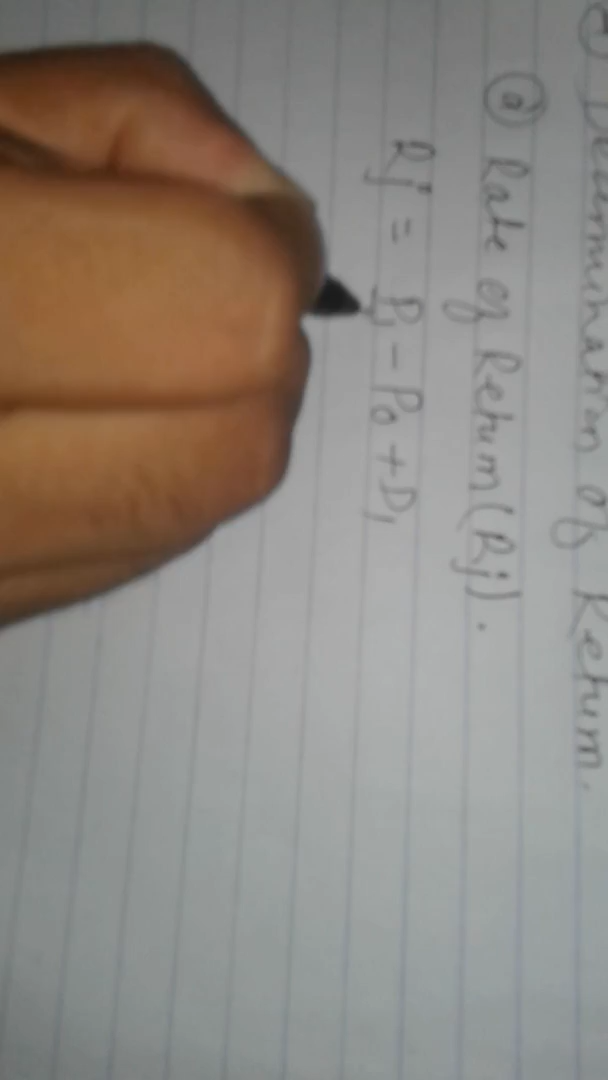 Determination of Return.
ⓐ Rate of Return (Rj).
Rj = P₁ - P₀ + D₁